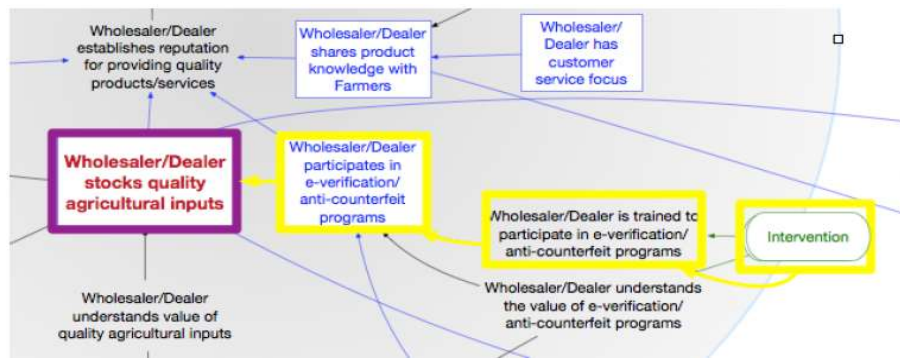 Wholesaler/Dealer
establishes reputation
for providing quality
products/services
Wholesaler/Dealer
shares product
knowledge with
Farmers
Wholesaler/
Dealer has
customer
service focus
Wholesaler/Dealer
stocks quality
agricultural inputs
Wholesaler/Dealer
participates in
e-verification/
anti-counterfeit
programs
Wholesaler/Dealer is trained to
participate in e-verification/
anti-counterfeit programs
Intervention
Wholesaler/Dealer
understands value of
quality agricultural inputs
Wholesaler/Dealer understands
the value of e-verification/
anti-counterfeit programs